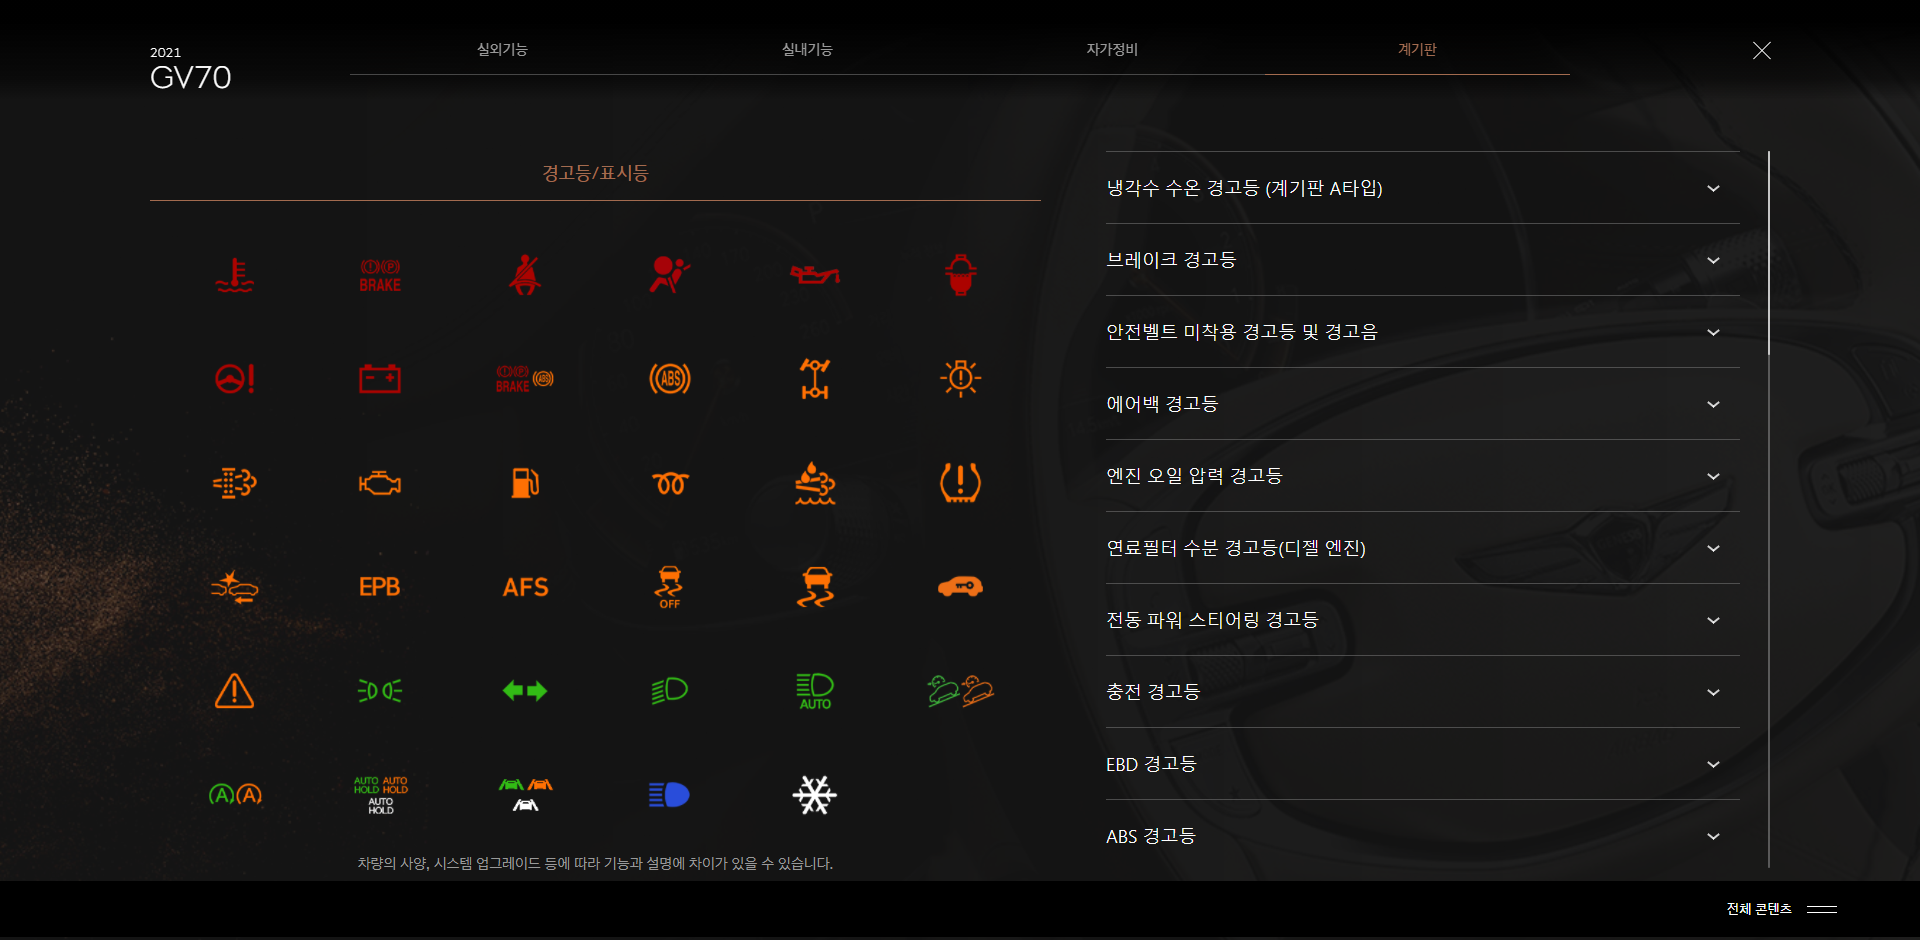 2021
GV70
실외기능
실내기능
자가정비
계기판
경고등/표시등
BRAKE
BRAKE
ABS
ABS
EPB
AFS
OFF
AUTO
A A
AUTO HOLD
AUTO HOLD
AUTO HOLD
차량의 사양, 시스템 업그레이드 등에 따라 기능과 설명에 차이가 있을 수 있습니다.
냉각수 수온 경고등 (계기판 A타입)
브레이크 경고등
안전벨트 미착용 경고등 및 경고음
에어백 경고등
엔진 오일 압력 경고등
연료필터 수분 경고등(디젤 엔진)
전동 파워 스티어링 경고등
충전 경고등
EBD 경고등
ABS 경고등
전체 콘텐츠